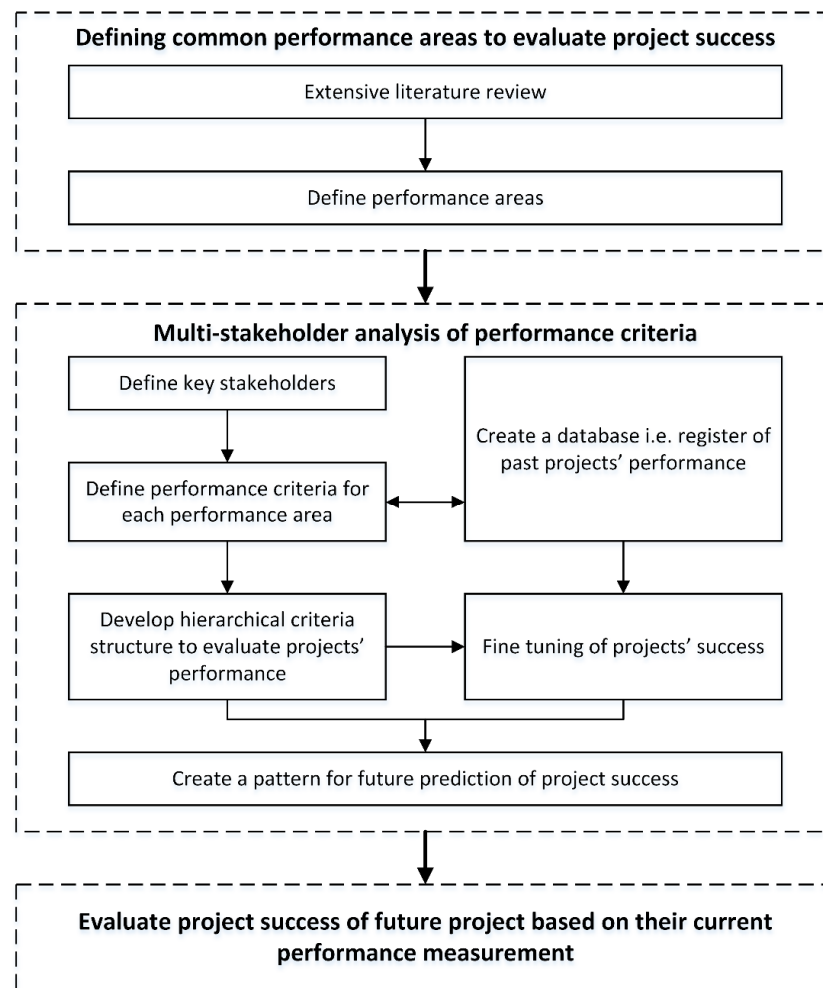 Defining common performance areas to evaluate project success
Extensive literature review
Define performance areas
Multi-stakeholder analysis of performance criteria
Define key stakeholders
Create a database i.e. register of
past projects’ performance
Define performance criteria for
each performance area
Develop hierarchical criteria
structure to evaluate projects’
performance
Fine tuning of projects’ success
Create a pattern for future prediction of project success
Evaluate project success of future project based on their current
performance measurement